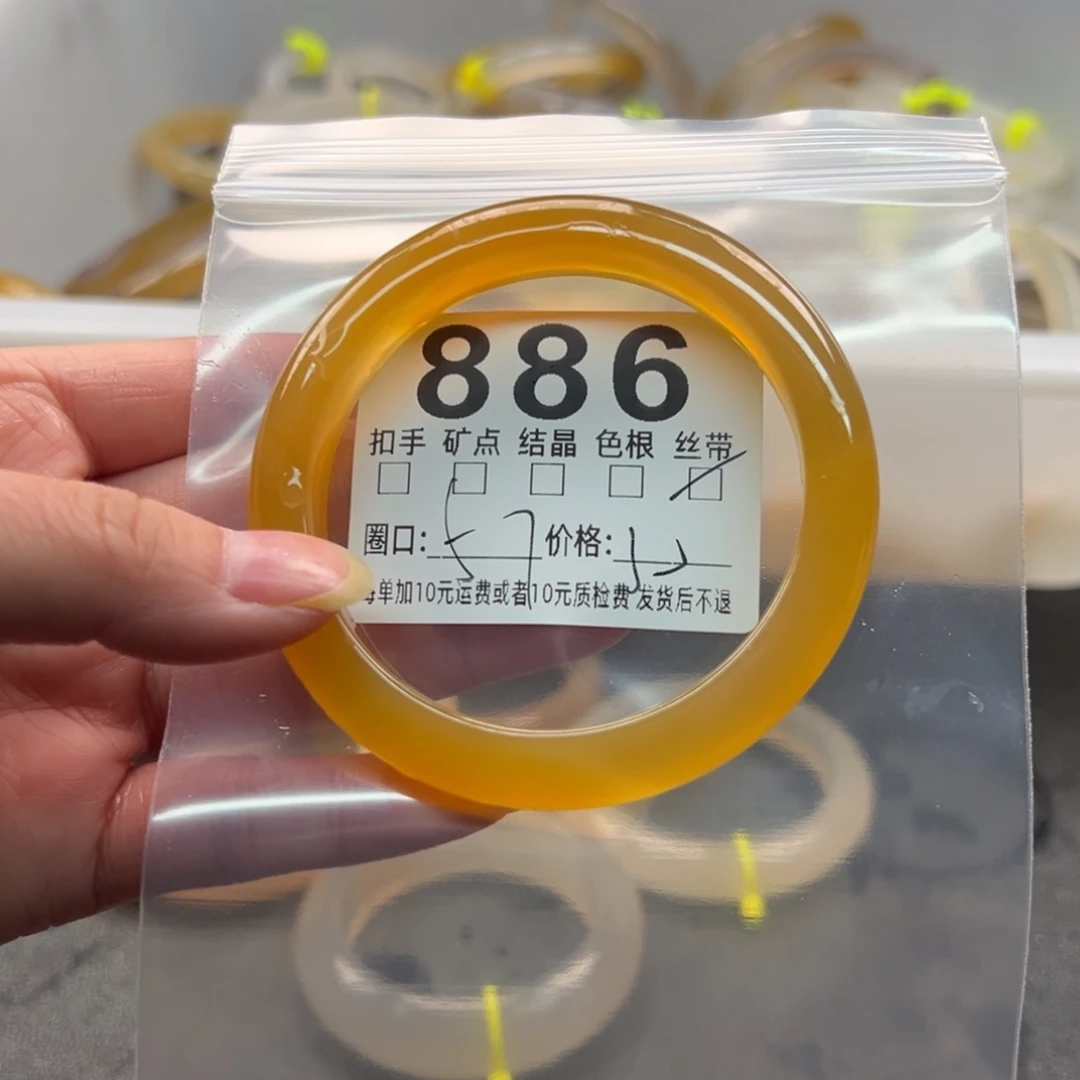 886
扣手 矿点 结晶 色根 丝带
圈口: 57 价格:
每单加10元运费或者10元质检费 发货后不退